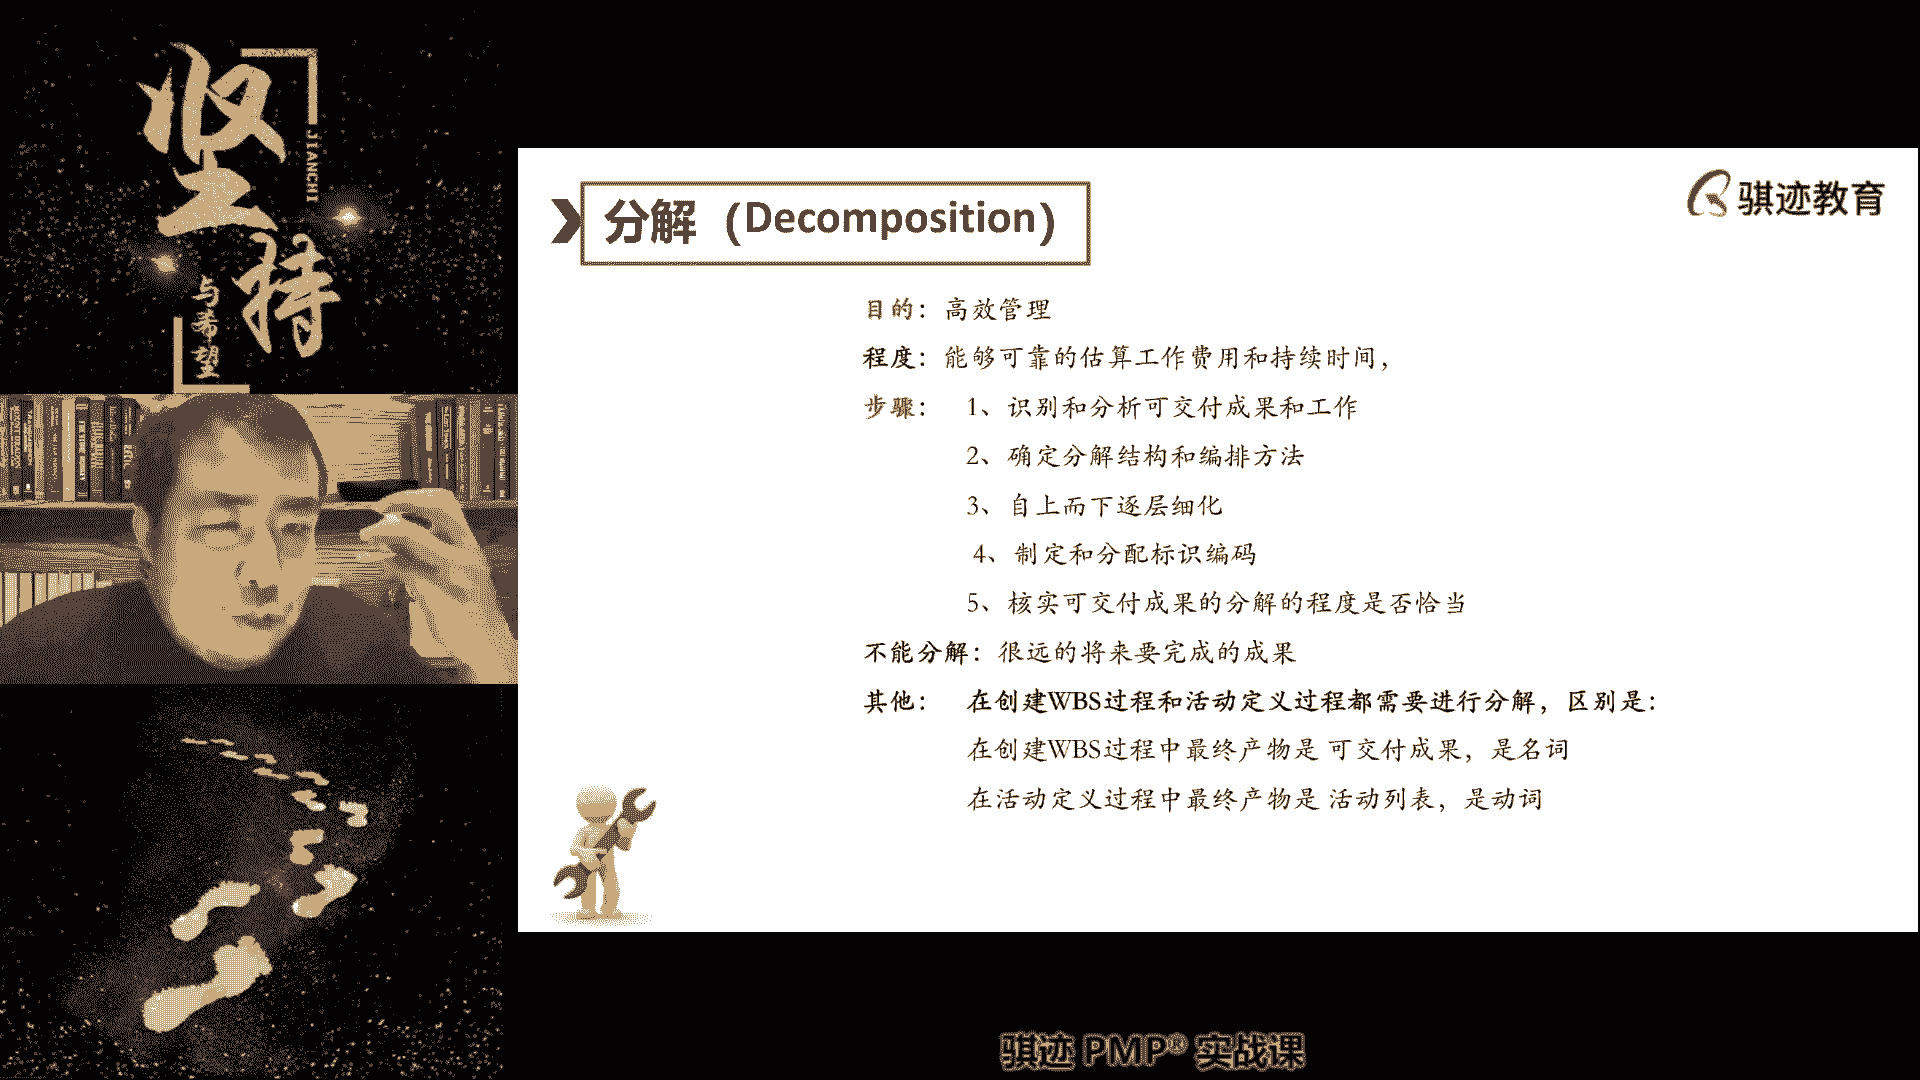 坚持
JIANCHI
与希望
骐迹教育
分解（Decomposition）
目的：高效管理
程度：能够可靠的估算工作费用和持续时间，
步骤： 1、识别和分析可交付成果和工作
2、确定分解结构和编排方法
3、自上而下逐层细化
4、制定和分配标识编码
5、核实可交付成果的分解的程度是否恰当
不能分解：很远的将来要完成的成果
其他： 在创建WBS过程和活动定义过程都需要进行分解，区别是：
在创建WBS过程中最终产物是 可交付成果，是名词
在活动定义过程中最终产物是 活动列表，是动词
骐迹 PMP® 实战课